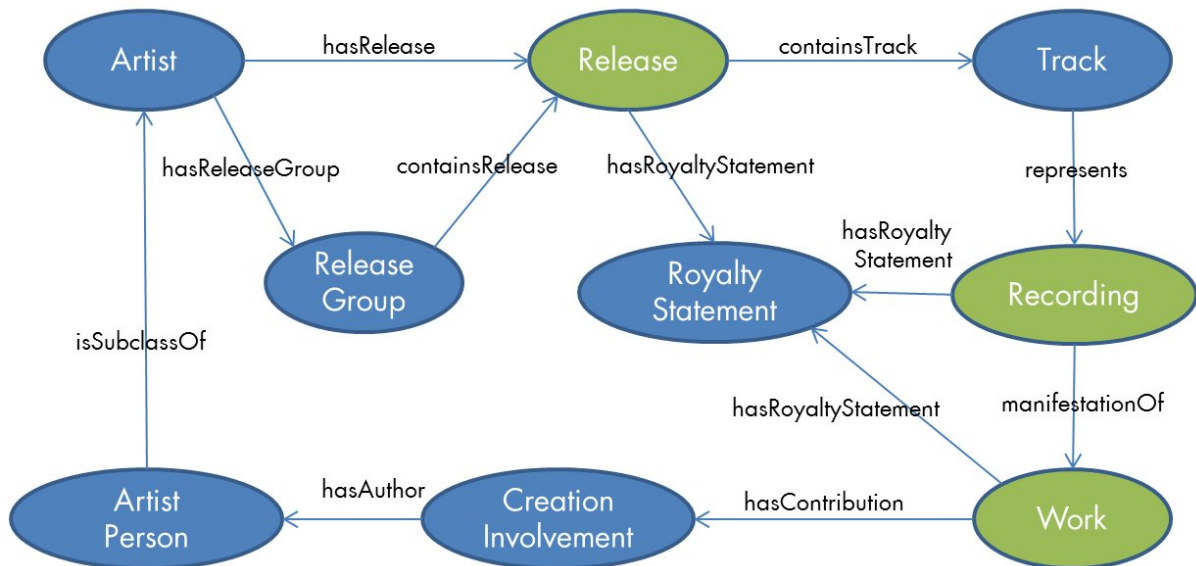 hasRelease
containsTrack
Artist
Release
Track
hasReleaseGroup
containsRelease
hasRoyaltyStatement
represents
hasRoyalty
Statement
Release
Group
Royalty
Statement
Recording
isSubclassOf
hasRoyaltyStatement
manifestationOf
hasAuthor
hasContribution
Artist
Person
Creation
Involvement
Work